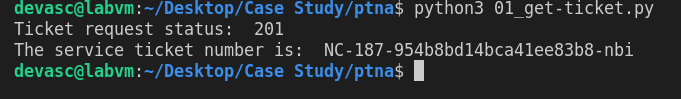 devasc@labvm:~/Desktop/Case Study/ptna$ python3 01_get-ticket.py
Ticket request status:  201
The service ticket number is:  NC-187-954b8bd14bca41ee83b8-nbi
devasc@labvm:~/Desktop/Case Study/ptna$